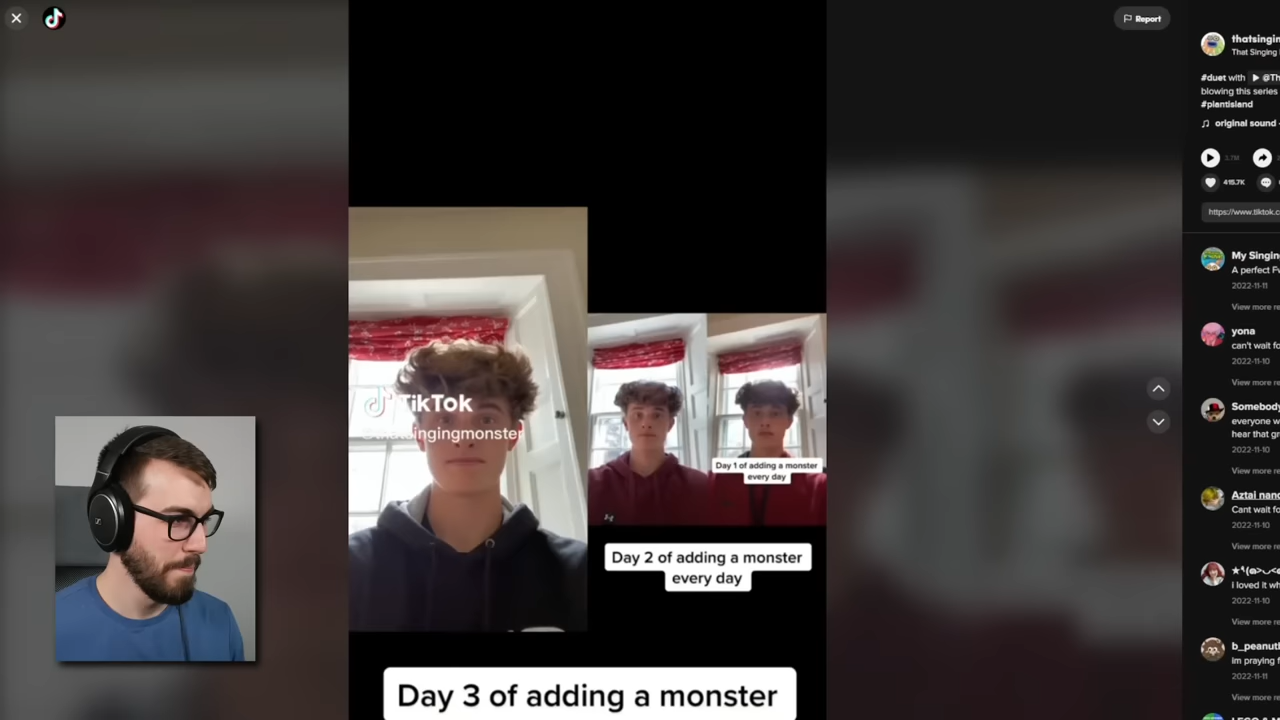 Report
thatsingin
That Singing
#duet with @Th
blowing this series
#plantisland
original sound -
415.7K
https://www.tiktok.c
My Singin
A perfect F
2022-11-11
View more re
yona
can't wait fo
2022-11-10
View more re
Somebody
everyone w
hear that gr
2022-11-10
View more re
Aztai nand
Cant wait fo
2022-11-10
View more re
i loved it wh
2022-11-10
View more re
b_peanut
im praying f
2022-11-11
View more re
TikTok
singingmonster
Day 1 of adding a monster
every day
Day 2 of adding a monster
every day
Day 3 of adding a monster